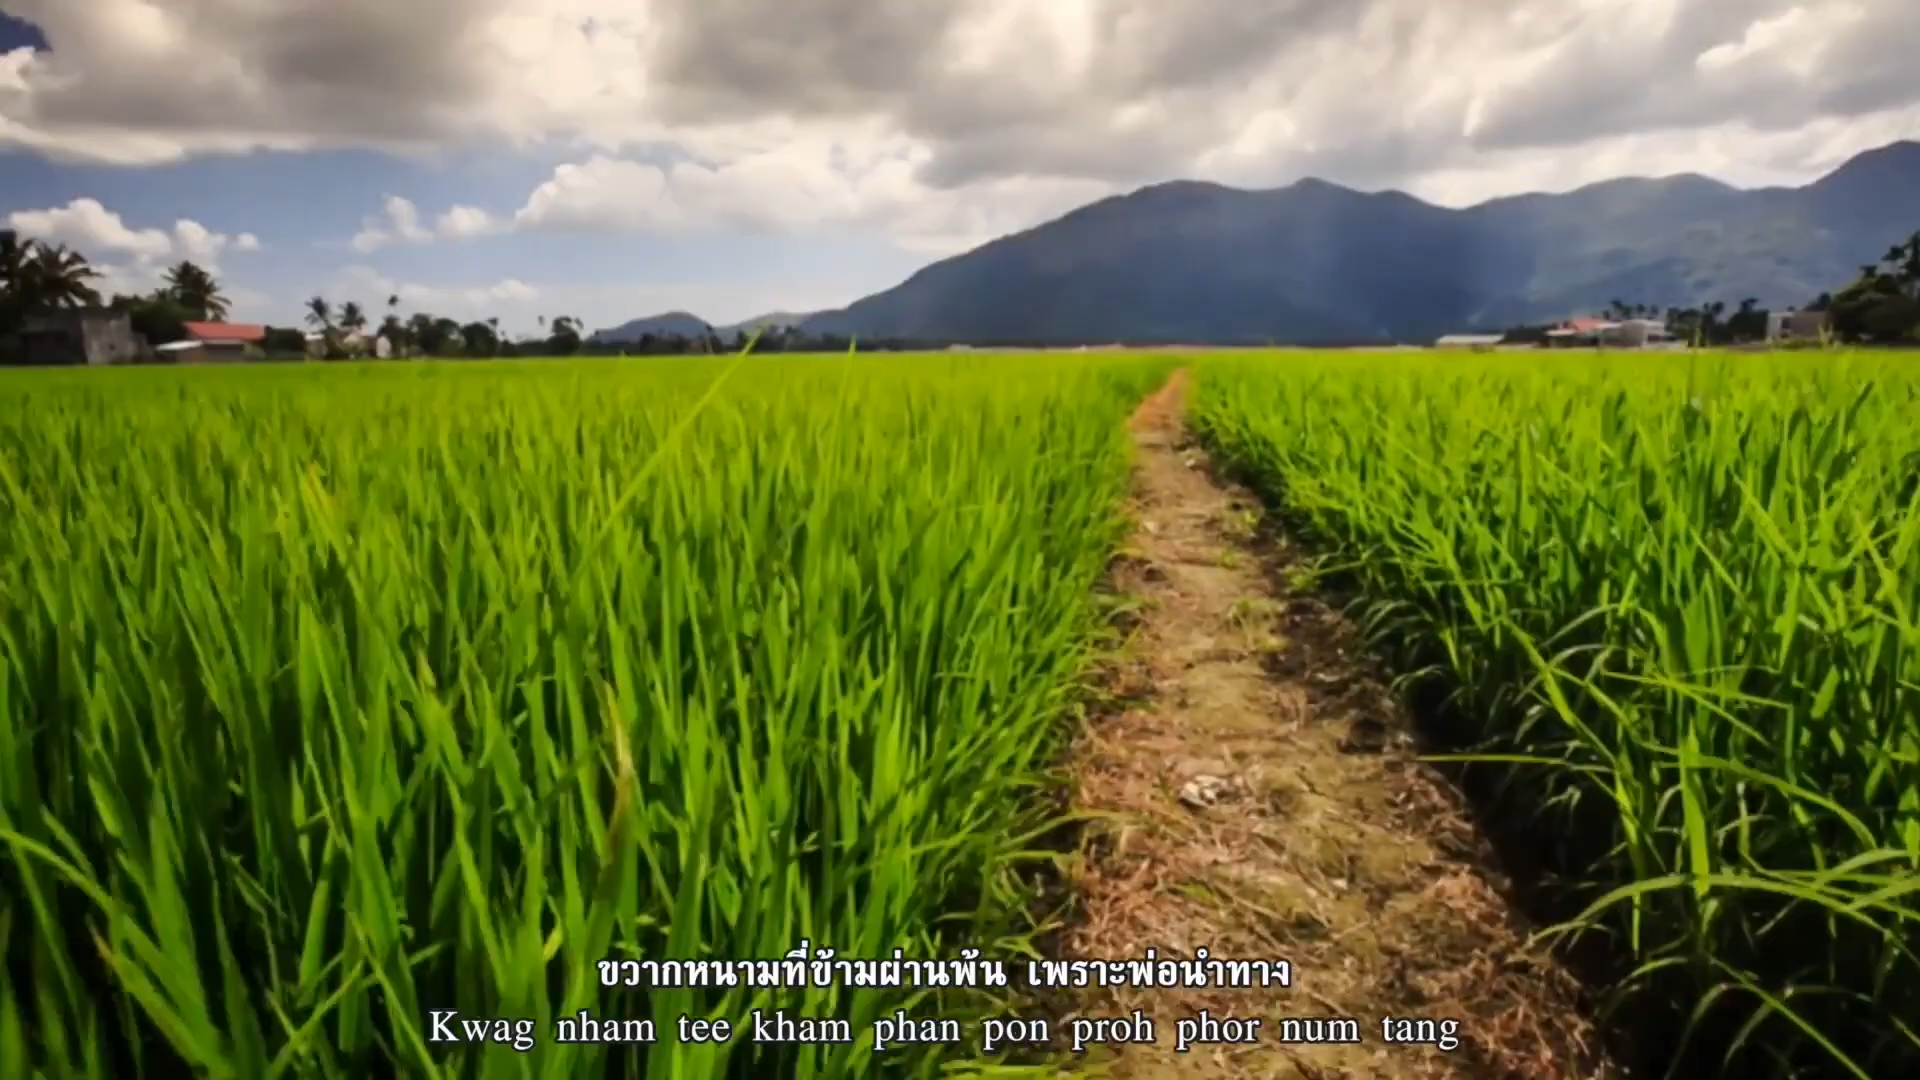 ขวากหนามที่ข้ามผ่านพ้น เพราะพ่อนำทาง
Kwag nham tee kham phan pon proh phor num tang